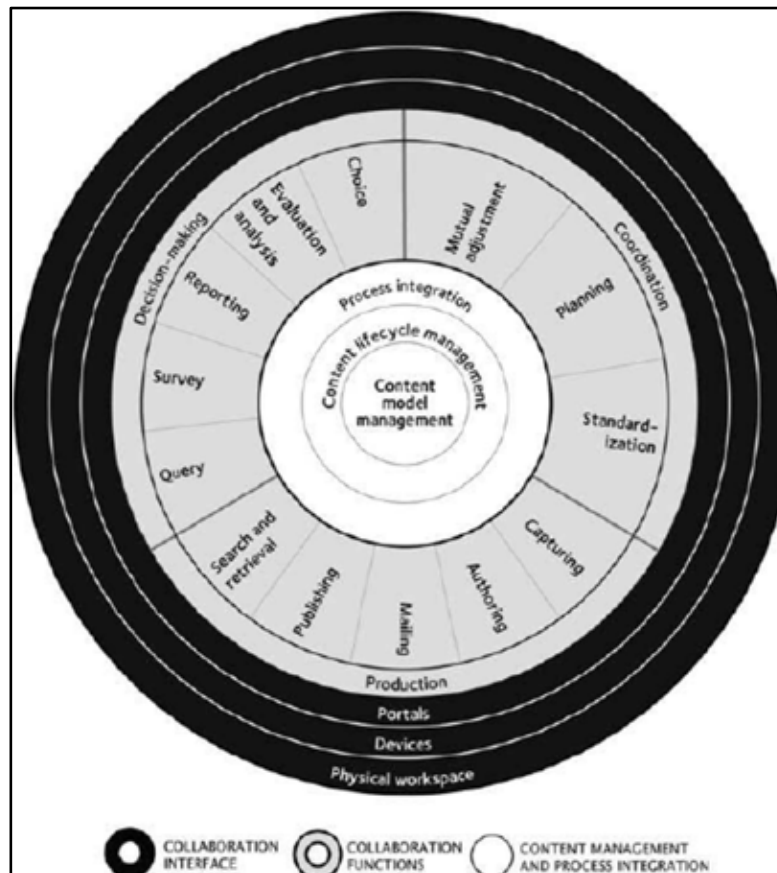 Decision-making
Choice
Evaluation
and
analysis
Reporting
Survey
Query
Coordination
Mutual
adjustment
Planning
Standard-
ization
Process integration
Content lifecycle management
Content
model
management
Search and
retrieval
Publishing
Mailing
Authoring
Capturing
Production
Portals
Devices
Physical workspace
COLLABORATION
INTERFACE
COLLABORATION
FUNCTIONS
CONTENT MANAGEMENT
AND PROCESS INTEGRATION